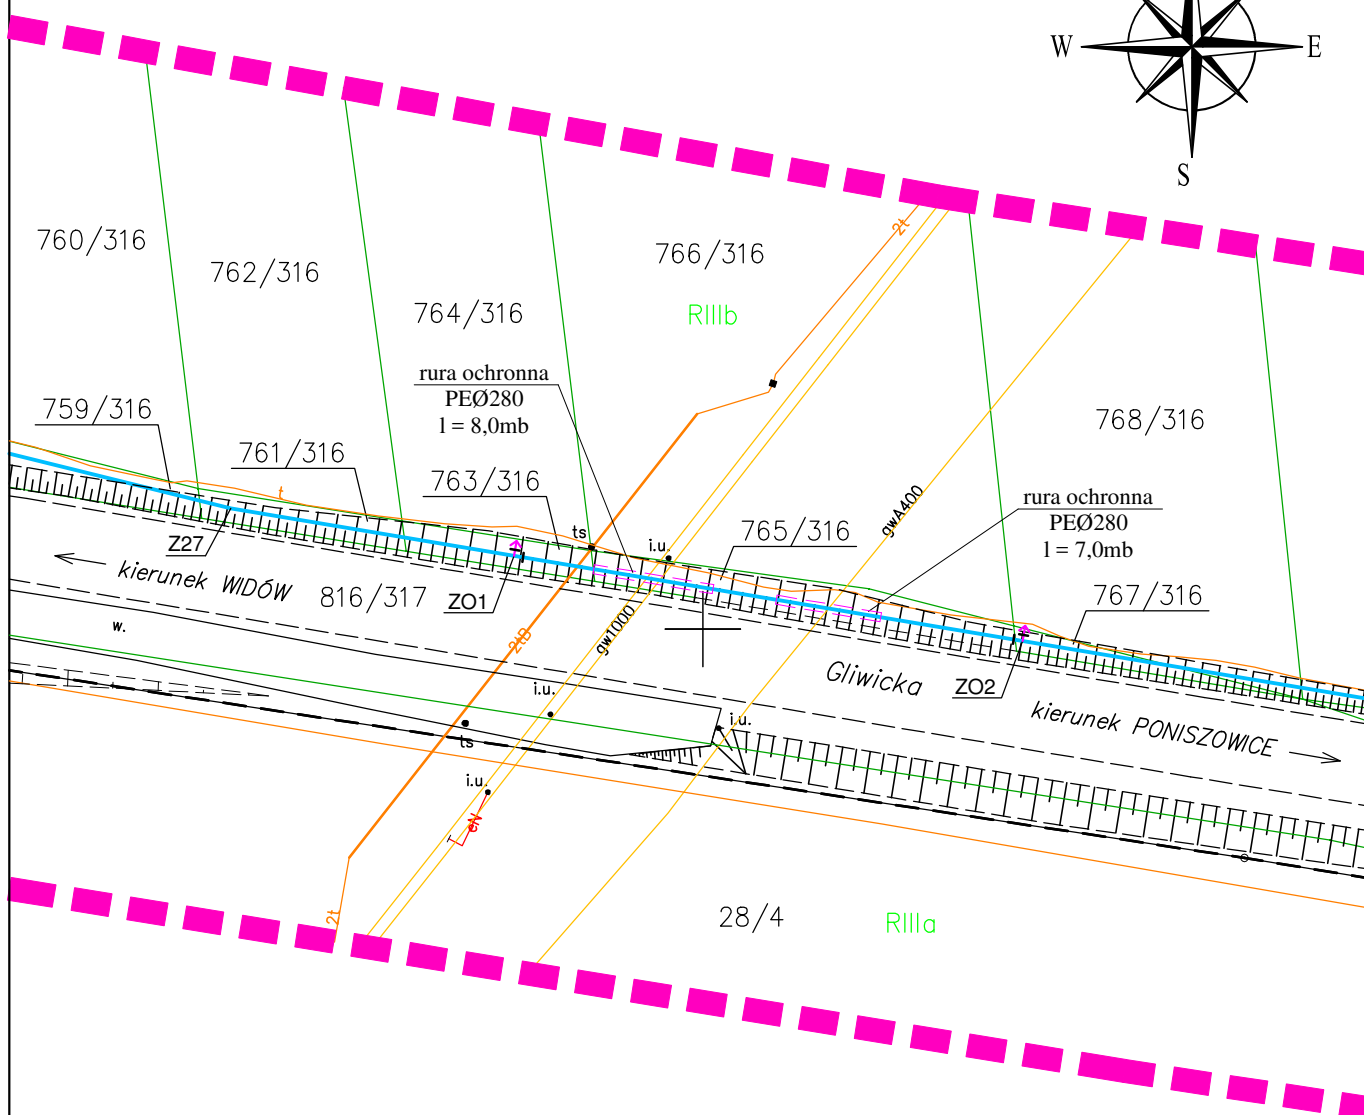 W
E
S
760/316
762/316
764/316
766/316
2t
RIIIb
rura ochronna
PEØ280
l = 8,0mb
759/316
761/316
763/316
768/316
t
ts
i.u.
765/316
gwA400
rura ochronna
PEØ280
l = 7,0mb
Z27
kierunek WIDÓW
816/317
ZO1
767/316
w.
2tB
gw1000
Gliwicka
ZO2
i.u.
i.u.
kierunek PONISZOWICE
ts
i.u.
eN
2t
28/4
RIIIa